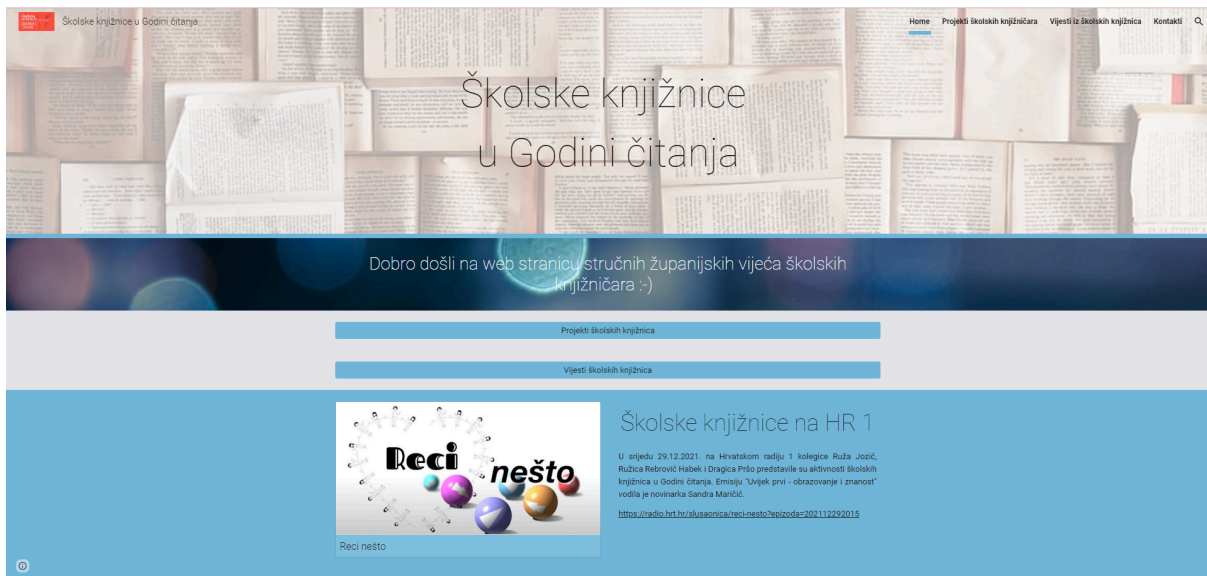 2021.
Školske knjižnice u Godini čitanja
Home Projekti školskih knjižničara Vijesti iz školskih knjižnica Kontakti
Školske knjižnice
u Godini čitanja
Dobro došli na web stranicu stručnih županijskih vijeća školskih
knjižničara :-)
Projekti školskih knjižnica
Vijesti školskih knjižnica
Reci nešto
Reci nešto
Školske knjižnice na HR 1
U srijedu 29.12.2021. na Hrvatskom radiju 1 kolegice Ruža Jozić,
Ružica Rebrović Habek i Dragica Pršo predstavile su aktivnosti školskih
knjižnica u Godini čitanja. Emisiju "Uvijek prvi - obrazovanje i znanost"
vodila je novinarka Sandra Maričić.
https://radio.hrt.hr/slusaonica/reci-nesto?epizoda=202112292015